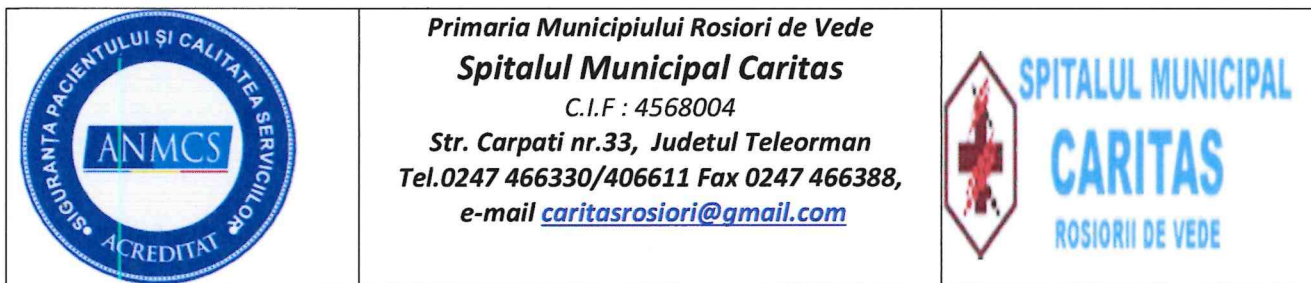 SIGURANȚA PACIENTULUI ȘI CALITATEA SERVICIILOR
ANMCS
ACREDITAT
Primaria Municipiului Rosiori de Vede
Spitalul Municipal Caritas
C.I.F : 4568004
Str. Carpati nr.33, Judetul Teleorman
Tel.0247 466330/406611 Fax 0247 466388,
e-mail caritasrosiori@gmail.com
SPITALUL MUNICIPAL
CARITAS
ROSIORII DE VEDE